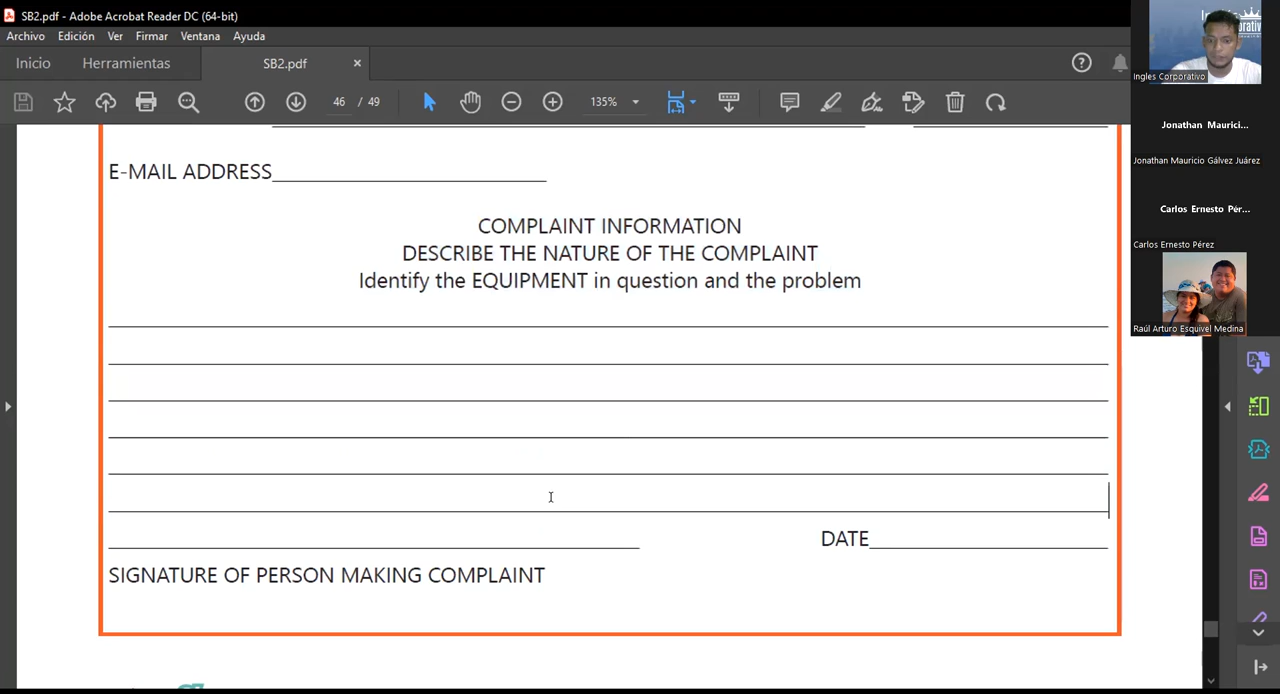 SB2.pdf - Adobe Acrobat Reader DC (64-bit)
Archivo Edición Ver Firmar Ventana Ayuda
Inicio Herramientas SB2.pdf ×
46 / 49 135%
E-MAIL ADDRESS
COMPLAINT INFORMATION
DESCRIBE THE NATURE OF THE COMPLAINT
Identify the EQUIPMENT in question and the problem
DATE
SIGNATURE OF PERSON MAKING COMPLAINT
Ingles Corporativo
Jonathan Maurici...
Jonathan Mauricio Gálvez Juárez
Carlos Ernesto Pér...
Carlos Ernesto Pérez
Raúl Arturo Esquivel Medina